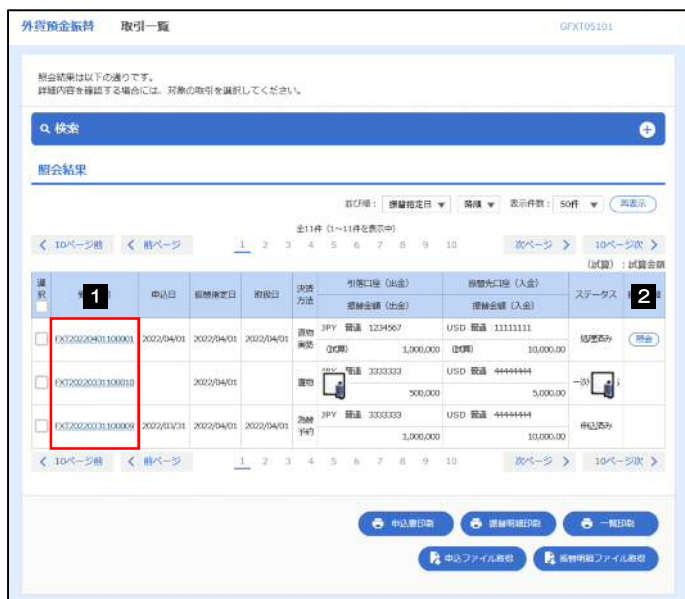 外貨預金振替 取引一覧 GFXT05101
照会結果は以下の通りです。
詳細内容を確認する場合には、対象の取引を選択してください。
検索
照会結果
並び順： 振替指定日 降順 表示件数： 50件 再表示
全11件（1～11件を表示中）
10ページ前 前ページ 1 2 3 4 5 6 7 8 9 10 次ページ 10ページ次
(試算)：試算金額
選択 1 申込日 振替指定日 取扱日 決済方法 引落口座（出金） 振替先口座（入金） ステータス 2
振替金額（出金） 振替金額（入金）
FXT20220401100001 2022/04/01 2022/04/01 2022/04/01 直物実勢 JPY 普通 1234567 USD 普通 11111111 処理済み 照会
(試算) 1,000,000 (試算) 10,000.00
FXT20220331100010 2022/04/01 直物 普通 3333333 USD 普通 44444444
500,000 5,000.00
FXT20220331100009 2022/03/31 2022/04/01 2022/04/01 為替予約 JPY 普通 3333333 USD 普通 44444444 申込済み
1,000,000 10,000.00
10ページ前 前ページ 1 2 3 4 5 6 7 8 9 10 次ページ 10ページ次
申込書印刷 振替明細印刷 一覧印刷
申込ファイル取得 振替明細ファイル取得